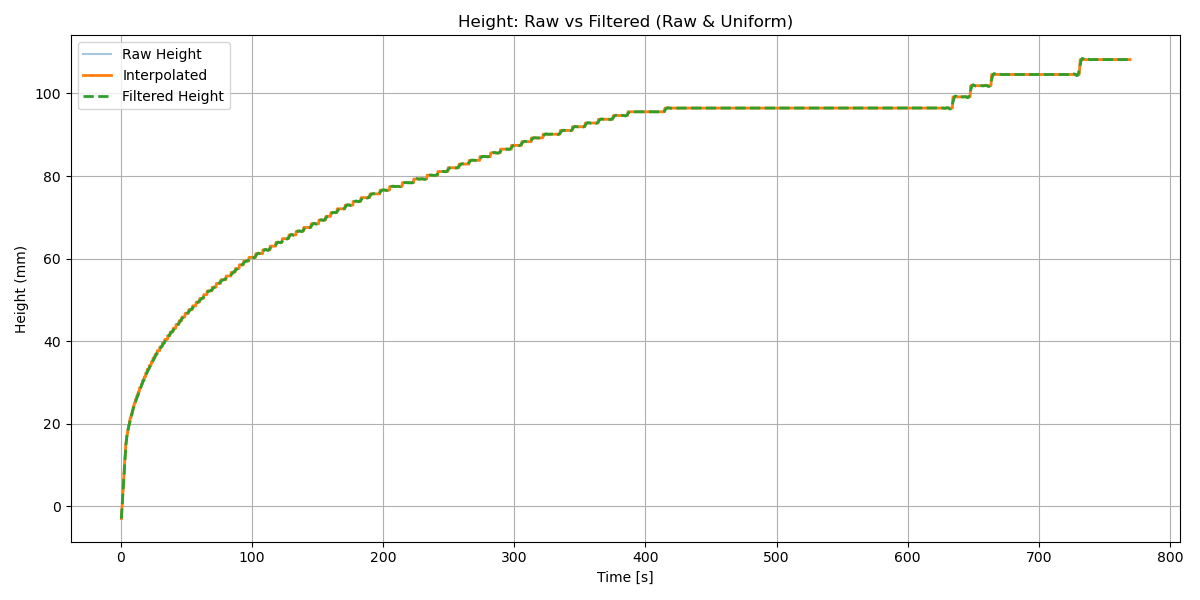 Height: Raw vs Filtered (Raw & Uniform)
Raw Height
Interpolated
Filtered Height
Height (mm)
100
80
60
40
20
0
0 100 200 300 400 500 600 700 800
Time [s]